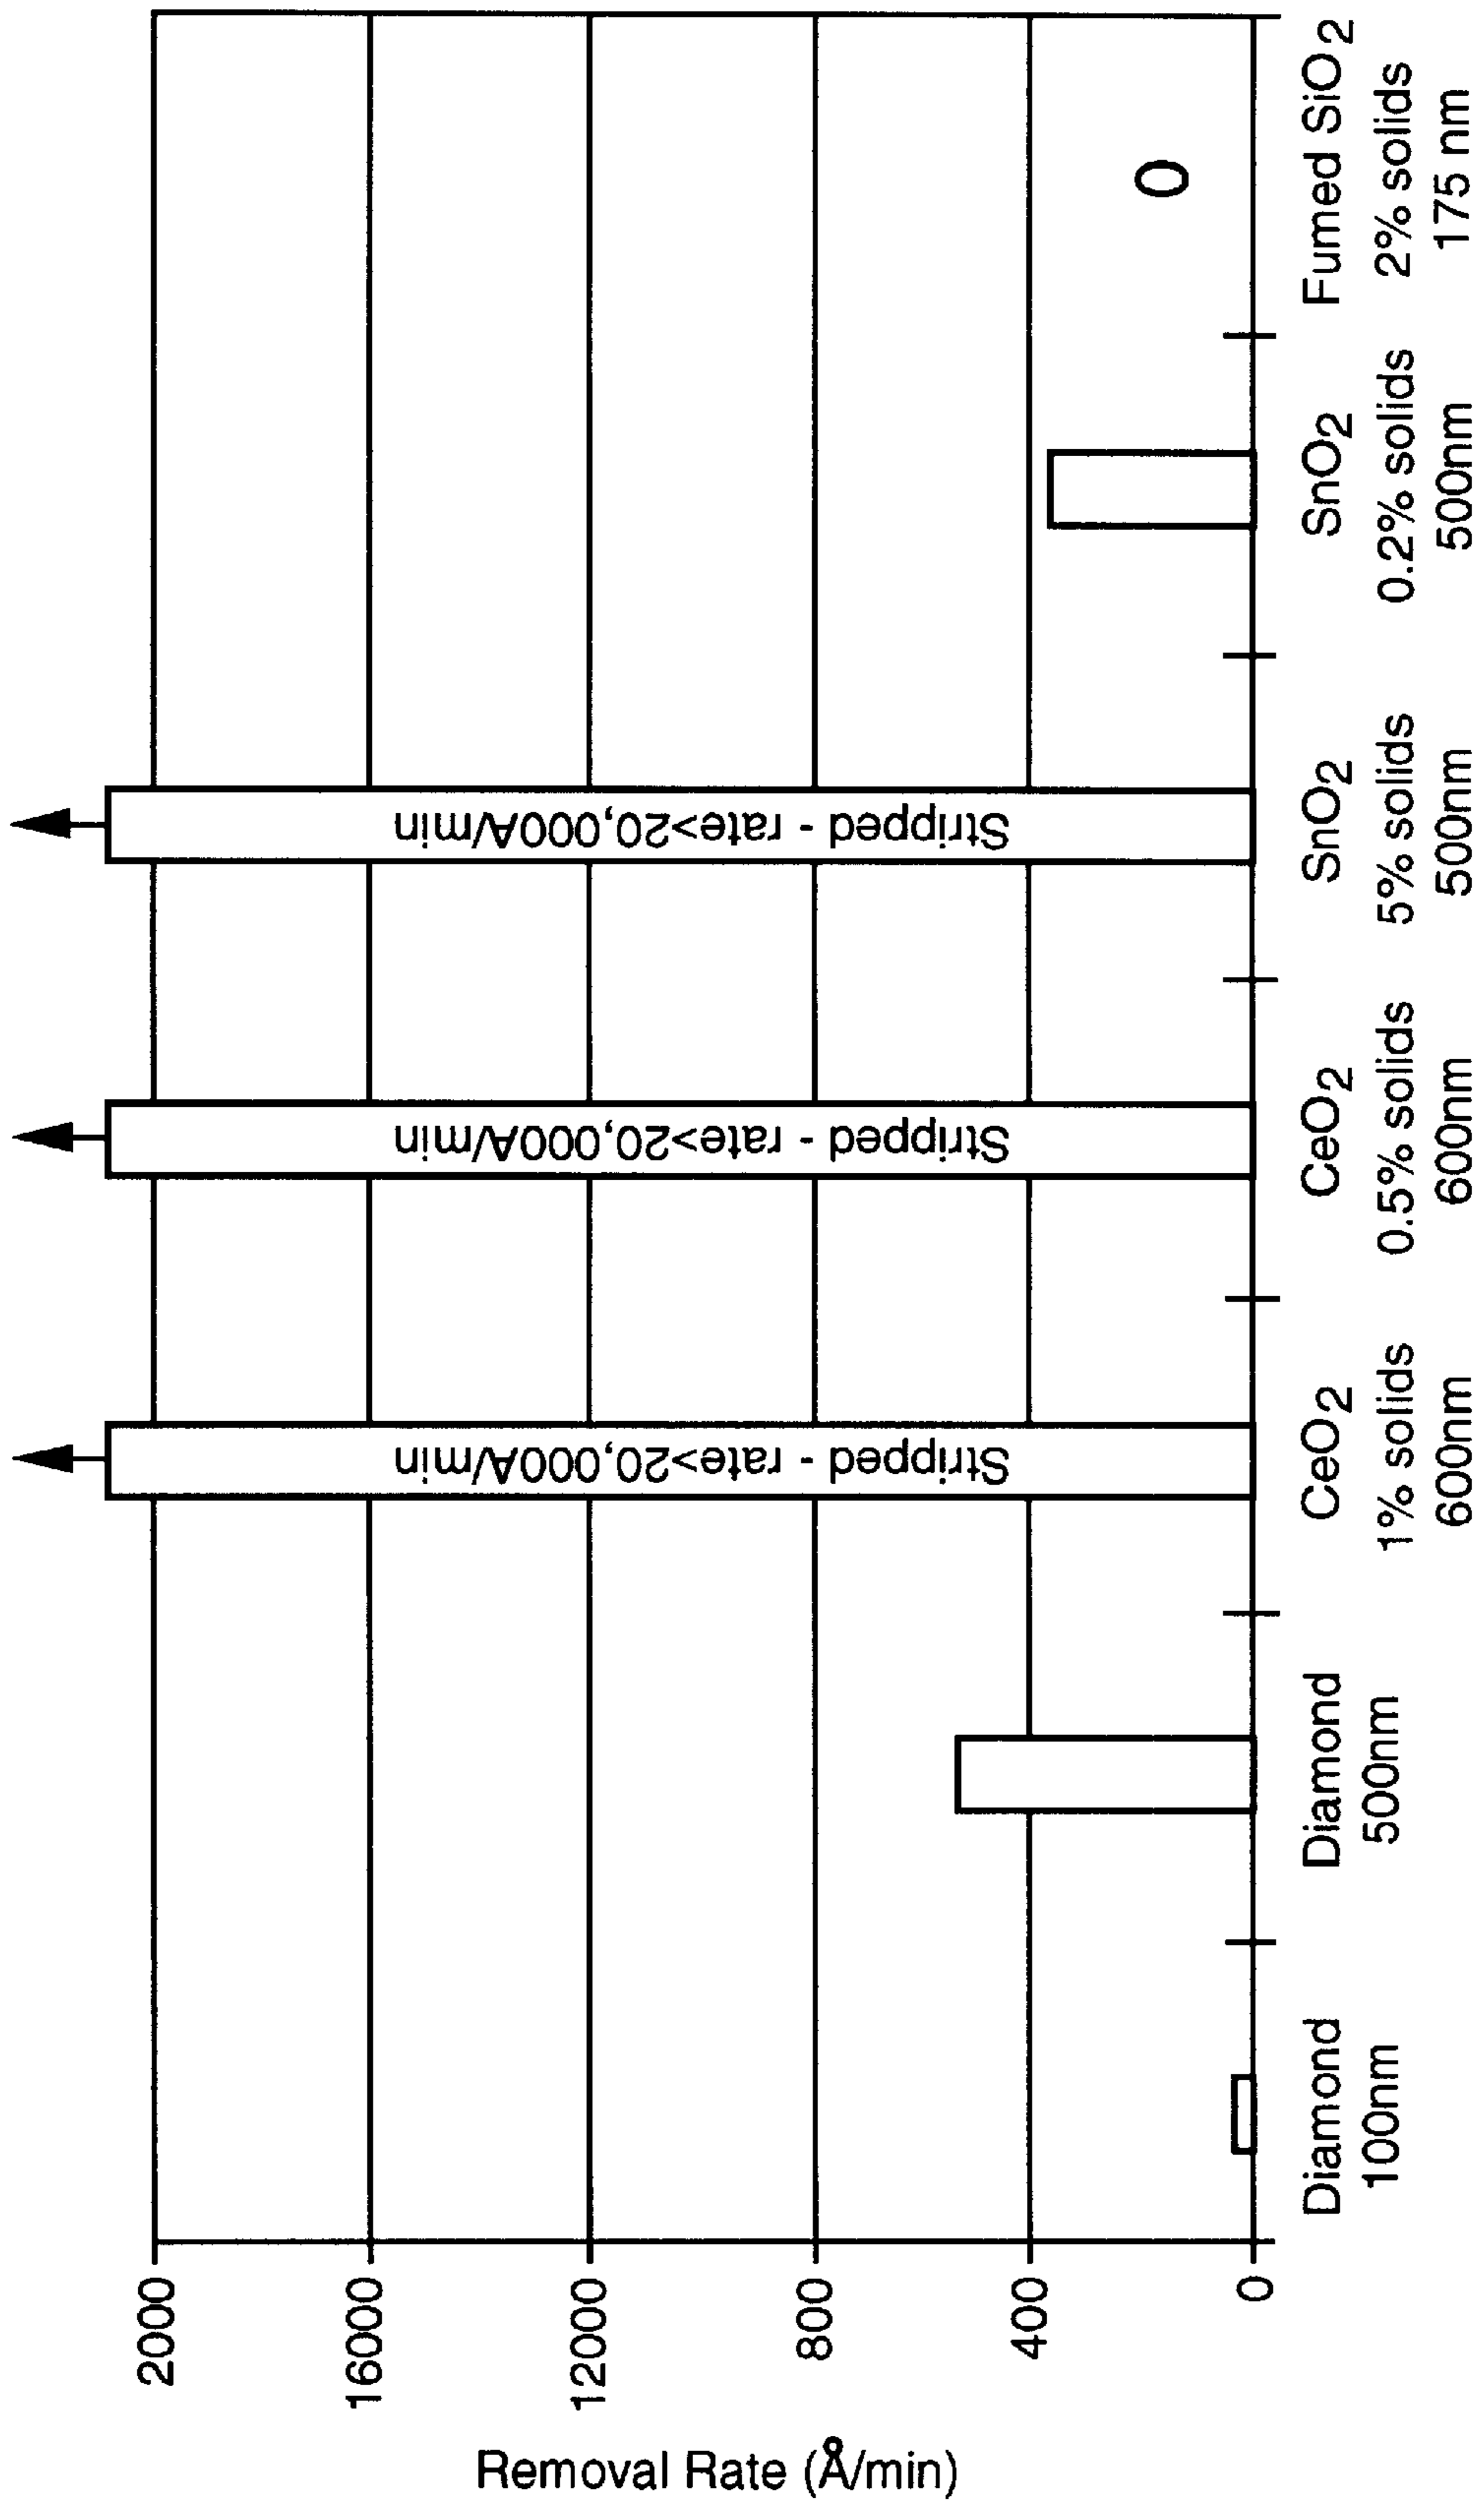 2000
16000
12000
800
400
0
Removal Rate (Å/min)
Stripped - rate>20,000A/min
Stripped - rate>20,000A/min
Stripped - rate>20,000A/min
0
Diamond
100nm
Diamond
500nm
CeO2
1% solids
600nm
CeO2
0.5% solids
600nm
SnO2
5% solids
500nm
SnO2
0.2% solids
500nm
Fumed SiO2
2% solids
175 nm